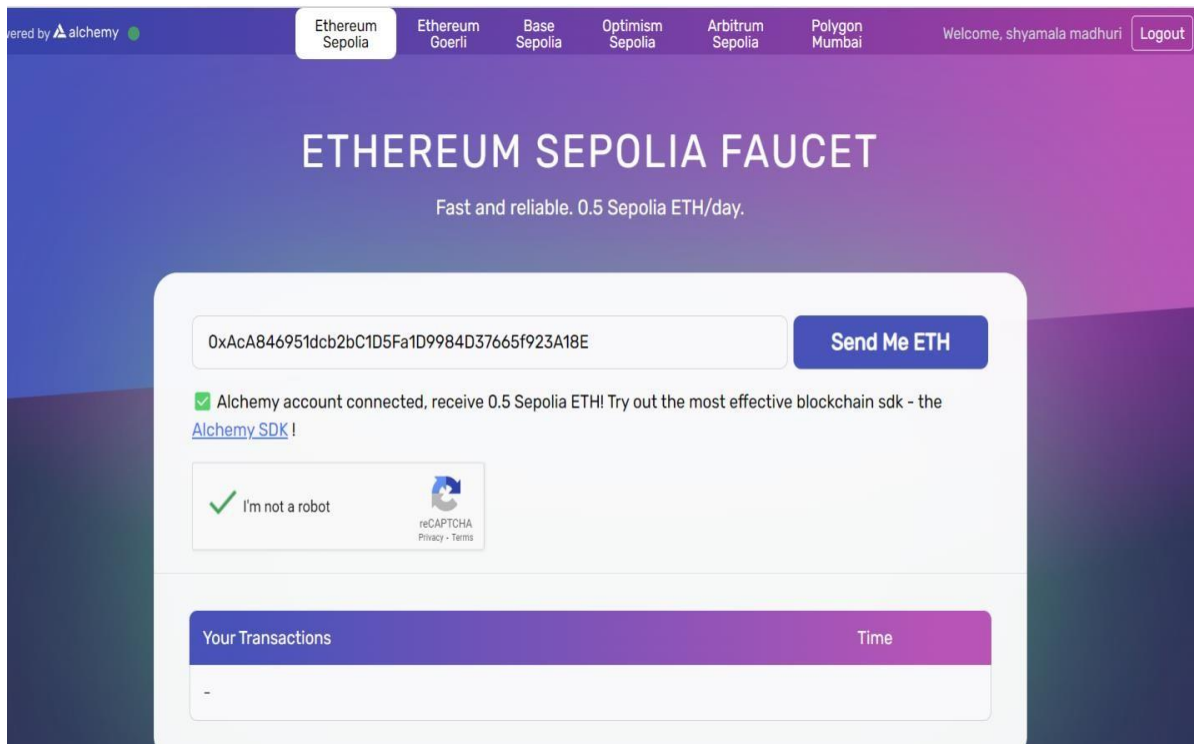 alchemy
Ethereum Sepolia
Ethereum Goerli
Base Sepolia
Optimism Sepolia
Arbitrum Sepolia
Polygon Mumbai
Welcome, shyamala madhuri
Logout
ETHEREUM SEPOLIA FAUCET
Fast and reliable. 0.5 Sepolia ETH/day.
0xAcA846951dcb2bC1D5Fa1D9984D37665f923A18E
Send Me ETH
Alchemy account connected, receive 0.5 Sepolia ETH! Try out the most effective blockchain sdk - the
Alchemy SDK !
I'm not a robot
reCAPTCHA
Privacy - Terms
Your Transactions
Time
-